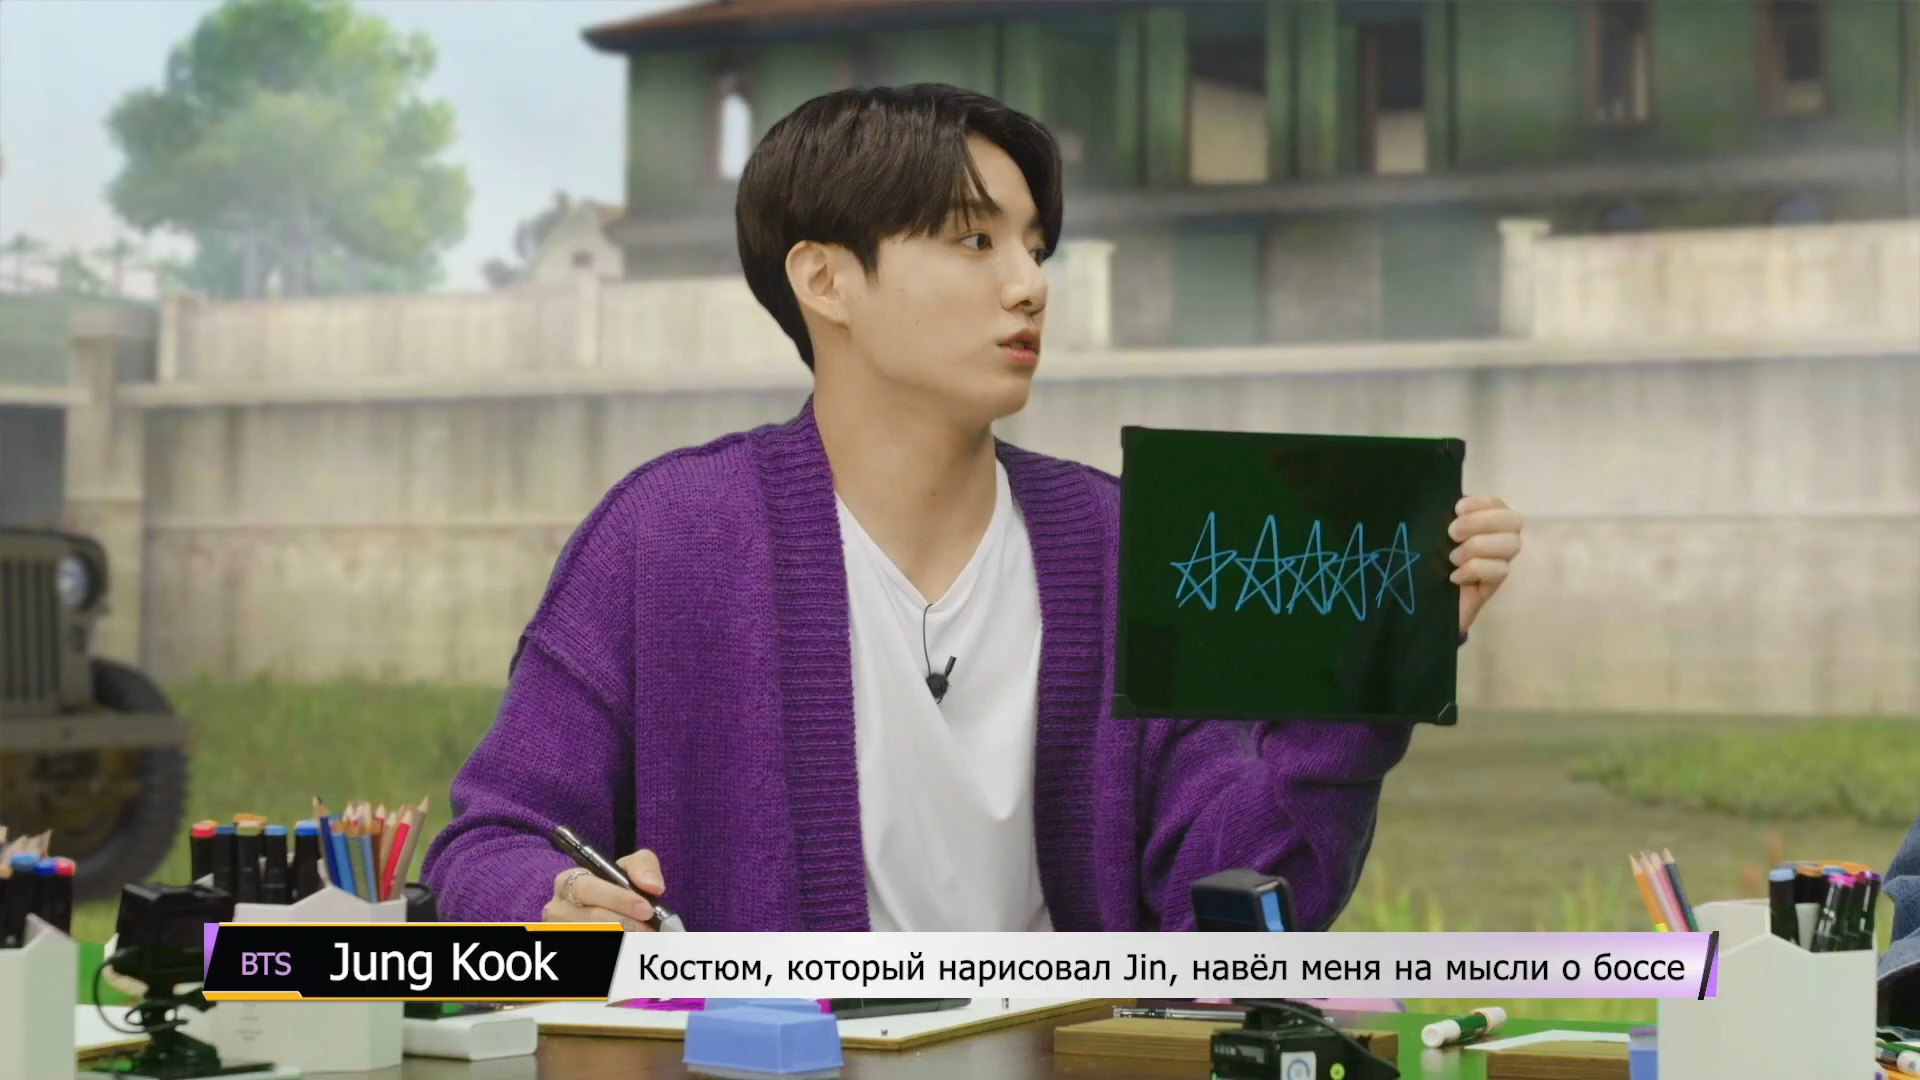 BTS Jung Kook Костюм, который нарисовал Jin, навёл меня на мысли о боссе